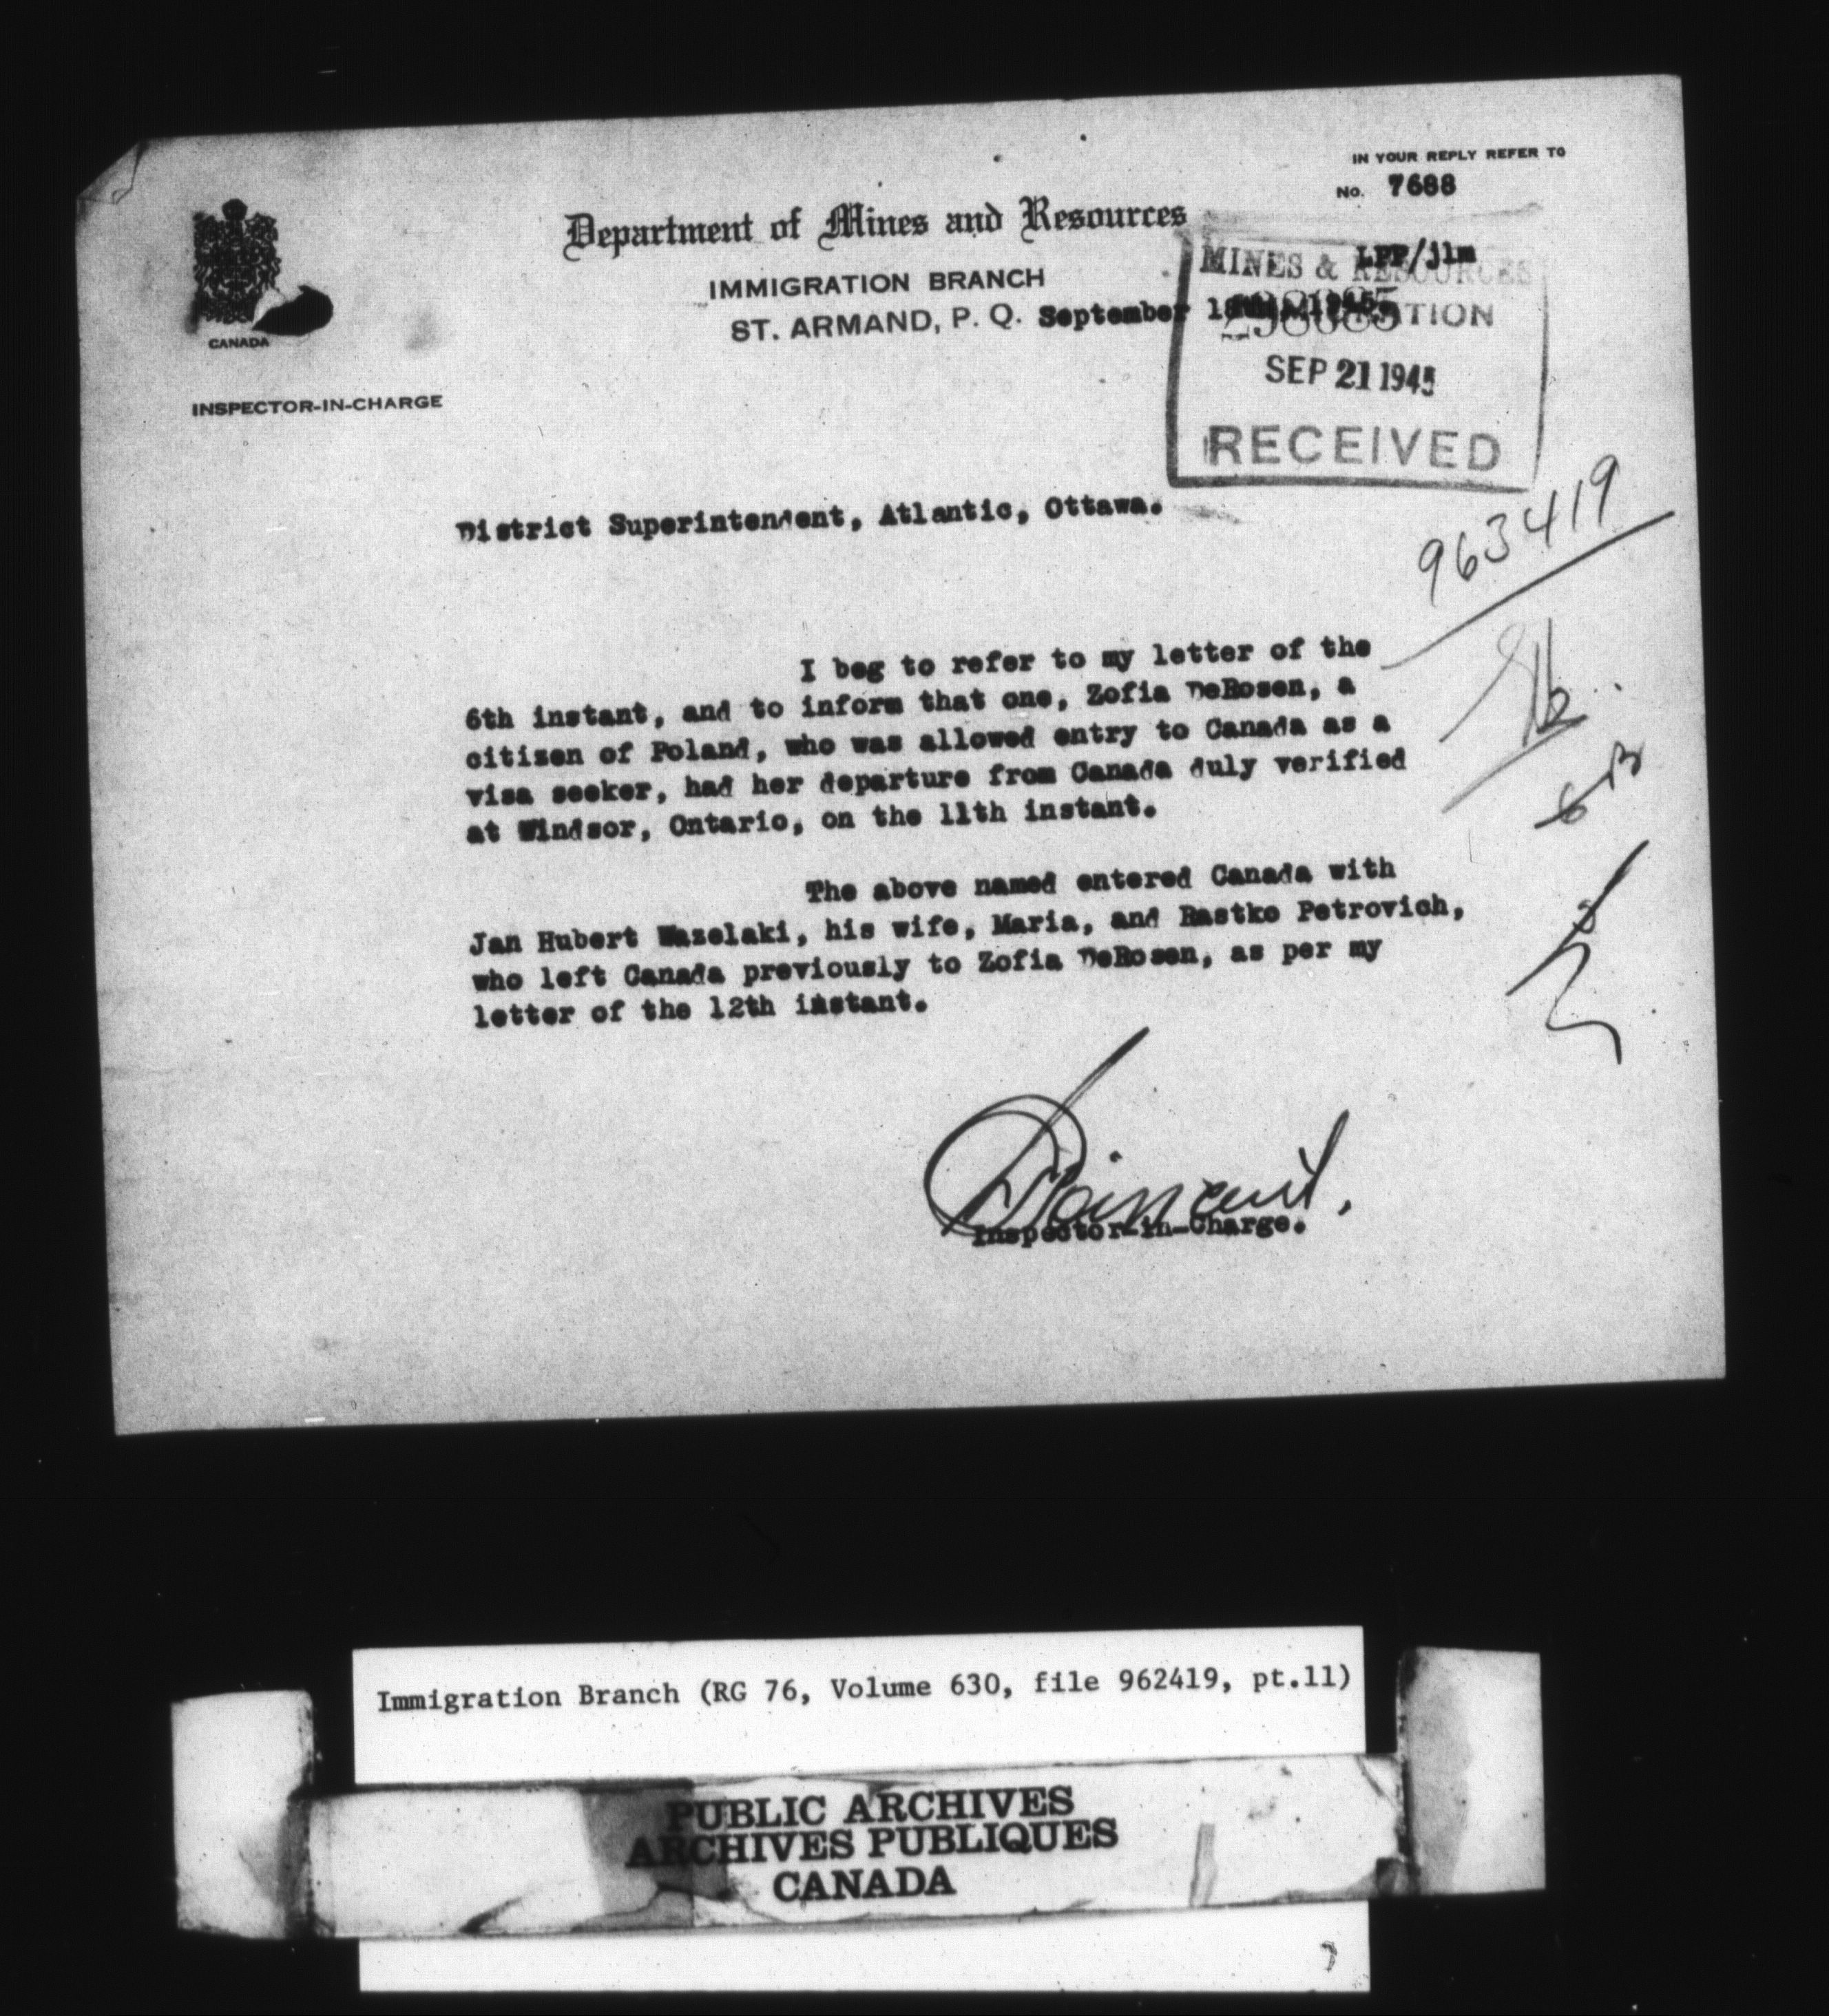 IN YOUR REPLY REFER TO
No. 7688
Department of Mines and Resources
LPP/jlm
MINES & RESOURCES
IMMIGRATION BRANCH
ST. ARMAND, P. Q. September 1945
298085
SEP 21 1945
RECEIVED
CANADA
INSPECTOR-IN-CHARGE
District Superintendent, Atlantic, Ottawa.
963419
I beg to refer to my letter of the
6th instant, and to inform that one, Zofia DeRosen, a
citizen of Poland, who was allowed entry to Canada as a
visa seeker, had her departure from Canada duly verified
at Windsor, Ontario, on the 11th instant.
The above named entered Canada with
Jan Hubert Wazelaki, his wife, Maria, and Rastko Petrovich,
who left Canada previously to Zofia DeRosen, as per my
letter of the 12th instant.
Inspector-in-Charge.
Immigration Branch (RG 76, Volume 630, file 962419, pt.11)
PUBLIC ARCHIVES
ARCHIVES PUBLIQUES
CANADA